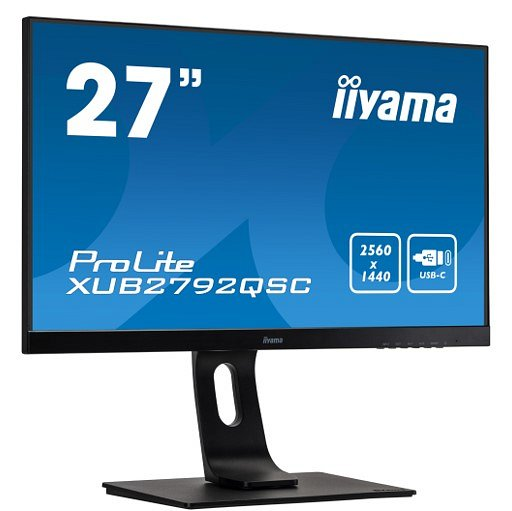 27”
iiyama
ProLite
XUB2792QSC
2560
x
1440
USB-C
iiyama